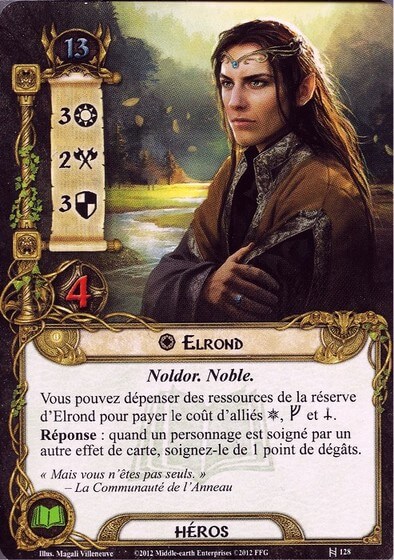 13
3
2
3
4
Elrond
Noldor. Noble.
Vous pouvez dépenser des ressources de la réserve
d'Elrond pour payer le coût d'alliés , et .
Réponse : quand un personnage est soigné par un
autre effet de carte, soignez-le de 1 point de dégâts.
« Mais vous n'êtes pas seuls. »
– La Communauté de l'Anneau
HÉROS
Illus. Magali Villeneuve
©2012 Middle-earth Enterprises ©2012 FFG
128